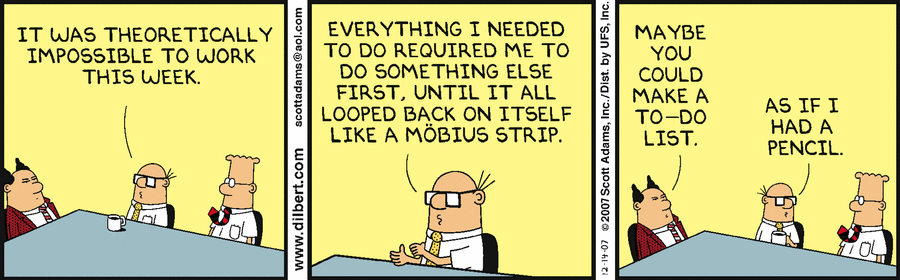 IT WAS THEORETICALLY
IMPOSSIBLE TO WORK
THIS WEEK.
www.dilbert.com scottadams@aol.com
EVERYTHING I NEEDED
TO DO REQUIRED ME TO
DO SOMETHING ELSE
FIRST, UNTIL IT ALL
LOOPED BACK ON ITSELF
LIKE A MÖBIUS STRIP.
12-14-07 © 2007 Scott Adams, Inc./Dist. by UFS, Inc.
MAYBE
YOU
COULD
MAKE A
TO-DO
LIST.
AS IF I
HAD A
PENCIL.